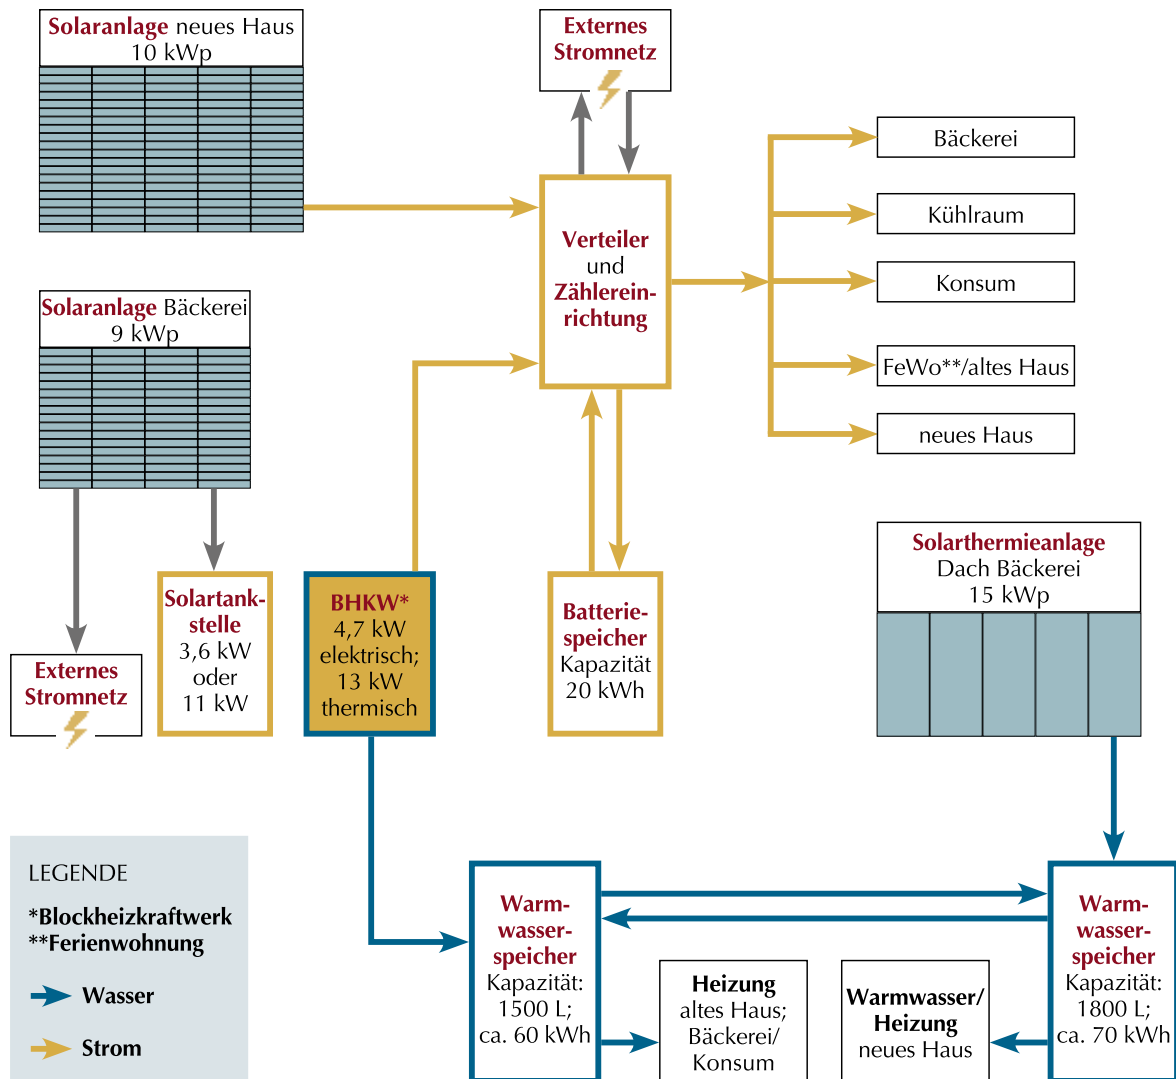 Solaranlage neues Haus
10 kWp
Externes
Stromnetz
Bäckerei
Kühlraum
Konsum
FeWo**/altes Haus
neues Haus
Verteiler
und
Zählerein-
richtung
Solaranlage Bäckerei
9 kWp
Solartank-
stelle
3,6 kW
oder
11 kW
Externes
Stromnetz
BHKW*
4,7 kW
elektrisch;
13 kW
thermisch
Batterie-
speicher
Kapazität
20 kWh
Solarthermieanlage
Dach Bäckerei
15 kWp
LEGENDE
*Blockheizkraftwerk
**Ferienwohnung
Wasser
Strom
Warm-
wasser-
speicher
Kapazität:
1500 L;
ca. 60 kWh
Heizung
altes Haus;
Bäckerei/
Konsum
Warmwasser/
Heizung
neues Haus
Warm-
wasser-
speicher
Kapazität:
1800 L;
ca. 70 kWh